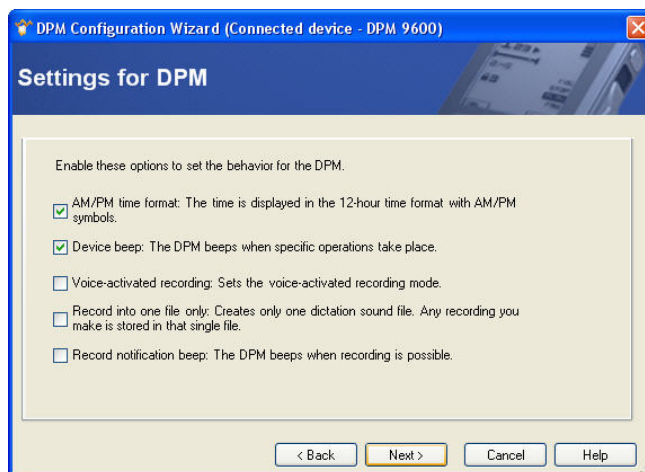 DPM Configuration Wizard (Connected device - DPM 9600)
Settings for DPM
Enable these options to set the behavior for the DPM.
AM/PM time format: The time is displayed in the 12-hour time format with AM/PM
symbols.
Device beep: The DPM beeps when specific operations take place.
Voice-activated recording: Sets the voice-activated recording mode.
Record into one file only: Creates only one dictation sound file. Any recording you
make is stored in that single file.
Record notification beep: The DPM beeps when recording is possible.
< Back Next > Cancel Help